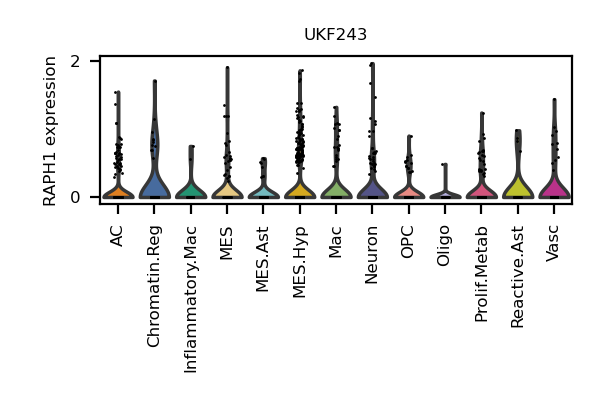 UKF243
RAPH1 expression
2
0
AC
Chromatin.Reg
Inflammatory.Mac
MES
MES.Ast
MES.Hyp
Mac
Neuron
OPC
Oligo
Prolif.Metab
Reactive.Ast
Vasc